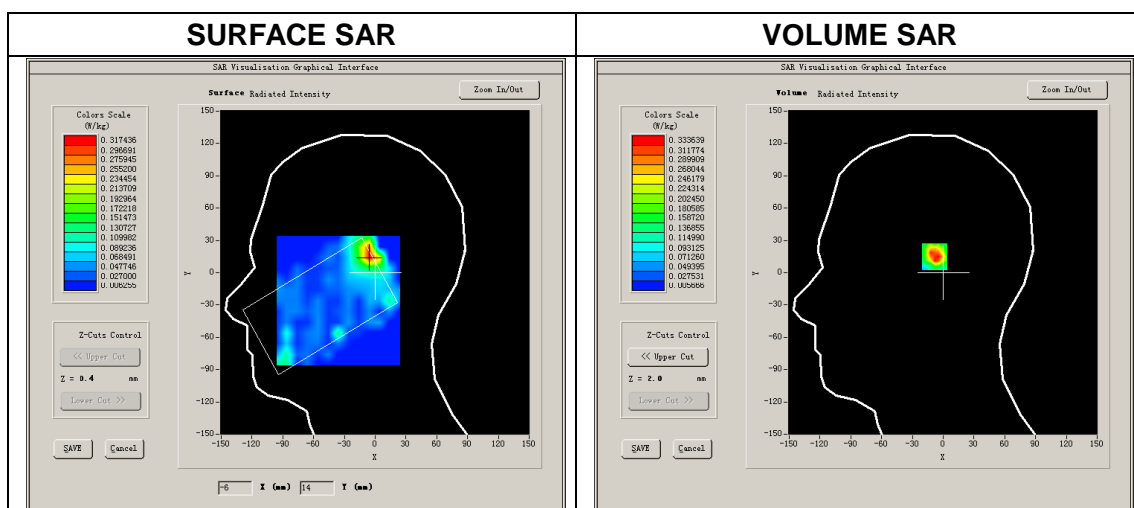 SURFACE SAR
VOLUME SAR
SAR Visualisation Graphical Interface
Surface Radiated Intensity
Zoom In/Out
Colors Scale
(W/kg)
0.317436
0.296691
0.275945
0.255200
0.234454
0.213709
0.192964
0.172218
0.151473
0.130727
0.109982
0.089236
0.068491
0.047746
0.027000
0.006255
150
120
90
60
30
0
-30
-60
-90
-120
-150
Y
-150 -120 -90 -60 -30 0 30 60 90 120 150
X
Z-Cuts Control
<< Upper Cut
Z = 0.4 mm
Lower Cut >>
SAVE Cancel
-6 X (mm) 14 Y (mm)
SAR Visualisation Graphical Interface
Volume Radiated Intensity
Zoom In/Out
Colors Scale
(W/kg)
0.333639
0.311774
0.289909
0.268044
0.246179
0.224314
0.202450
0.180585
0.158720
0.136855
0.114990
0.093125
0.071260
0.049395
0.027531
0.005666
150
120
90
60
30
0
-30
-60
-90
-120
-150
Y
-150 -120 -90 -60 -30 0 30 60 90 120 150
X
Z-Cuts Control
<< Upper Cut
Z = 2.0 mm
Lower Cut >>
SAVE Cancel